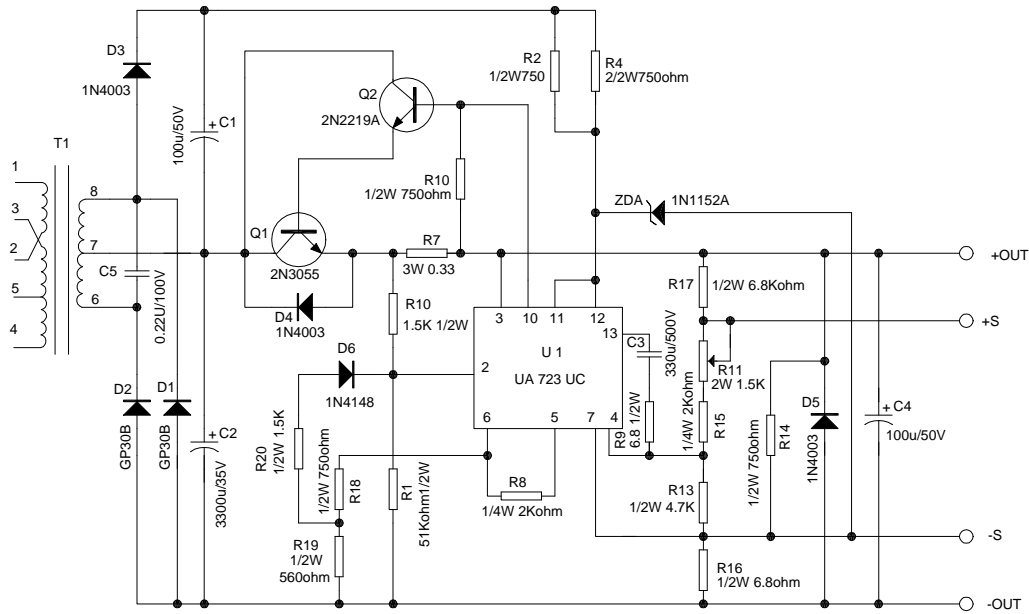 D3
1N4003
+
C1
100u/50V
T1
1
3
2
5
4
8
7
6
C5
0.22U/100V
D2
GP30B
D1
GP30B
+
C2
3300u/35V
Q2
2N2219A
Q1
2N3055
D4
1N4003
R10
1/2W 750ohm
R7
3W 0.33
R10
1.5K 1/2W
D6
1N4148
R20
1/2W 1.5K
1/2W 750ohm
R18
R19
1/2W
560ohm
R1
51Kohm1/2W
R2
1/2W750
R4
2/2W750ohm
ZDA
1N1152A
3
10
11
12
13
2
U 1
UA 723 UC
6
5
7
4
R8
1/4W 2Kohm
C3
330u/500V
R9
6.8 1/2W
R17
1/2W 6.8Kohm
R11
2W 1.5K
1/4W 2Kohm
R15
R13
1/2W 4.7K
R16
1/2W 6.8ohm
1/2W 750ohm
R14
D5
1N4003
+
C4
100u/50V
+OUT
+S
-S
-OUT